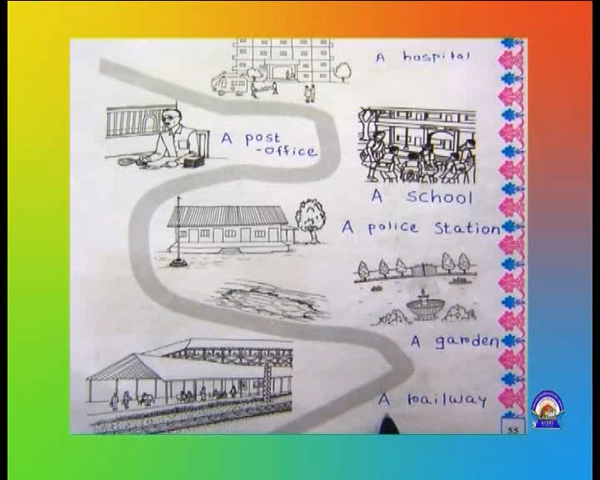 A hospital
A post
-office
A school
A police station
A garden
A railway
55